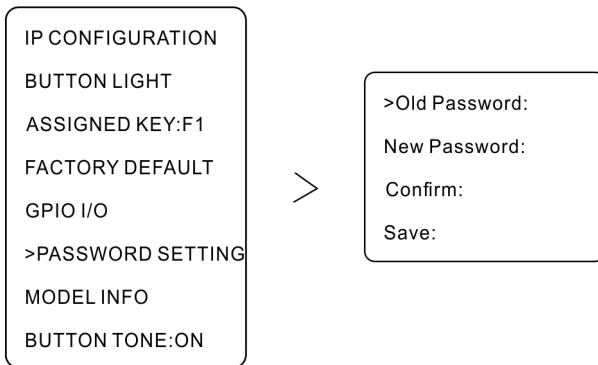 IP CONFIGURATION
BUTTON LIGHT
ASSIGNED KEY:F1
FACTORY DEFAULT
GPIO I/O
>PASSWORD SETTING
MODEL INFO
BUTTON TONE:ON
>
>Old Password:
New Password:
Confirm:
Save: